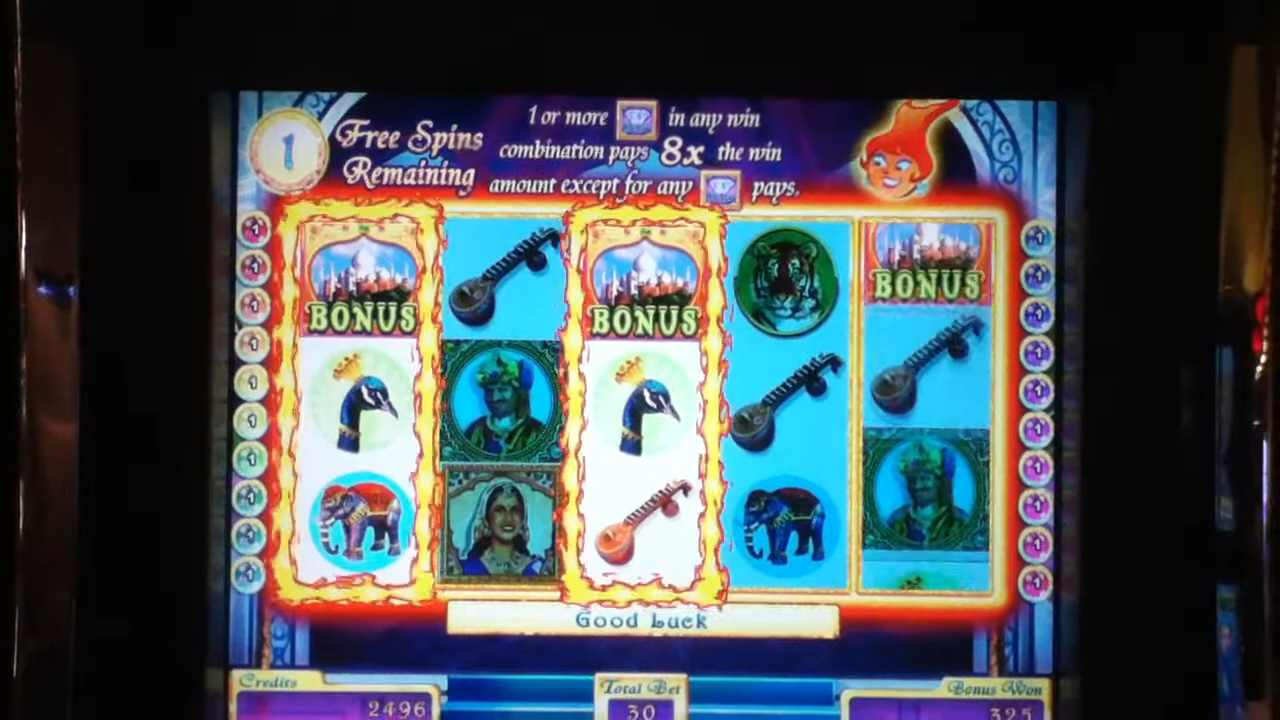 1
Free Spins
Remaining
1 or more in any win
combination pays 8x the win
amount except for any pays.
BONUS
BONUS
BONUS
Good Luck
Credits
2496
Total Bet
30
Bonus Won
325